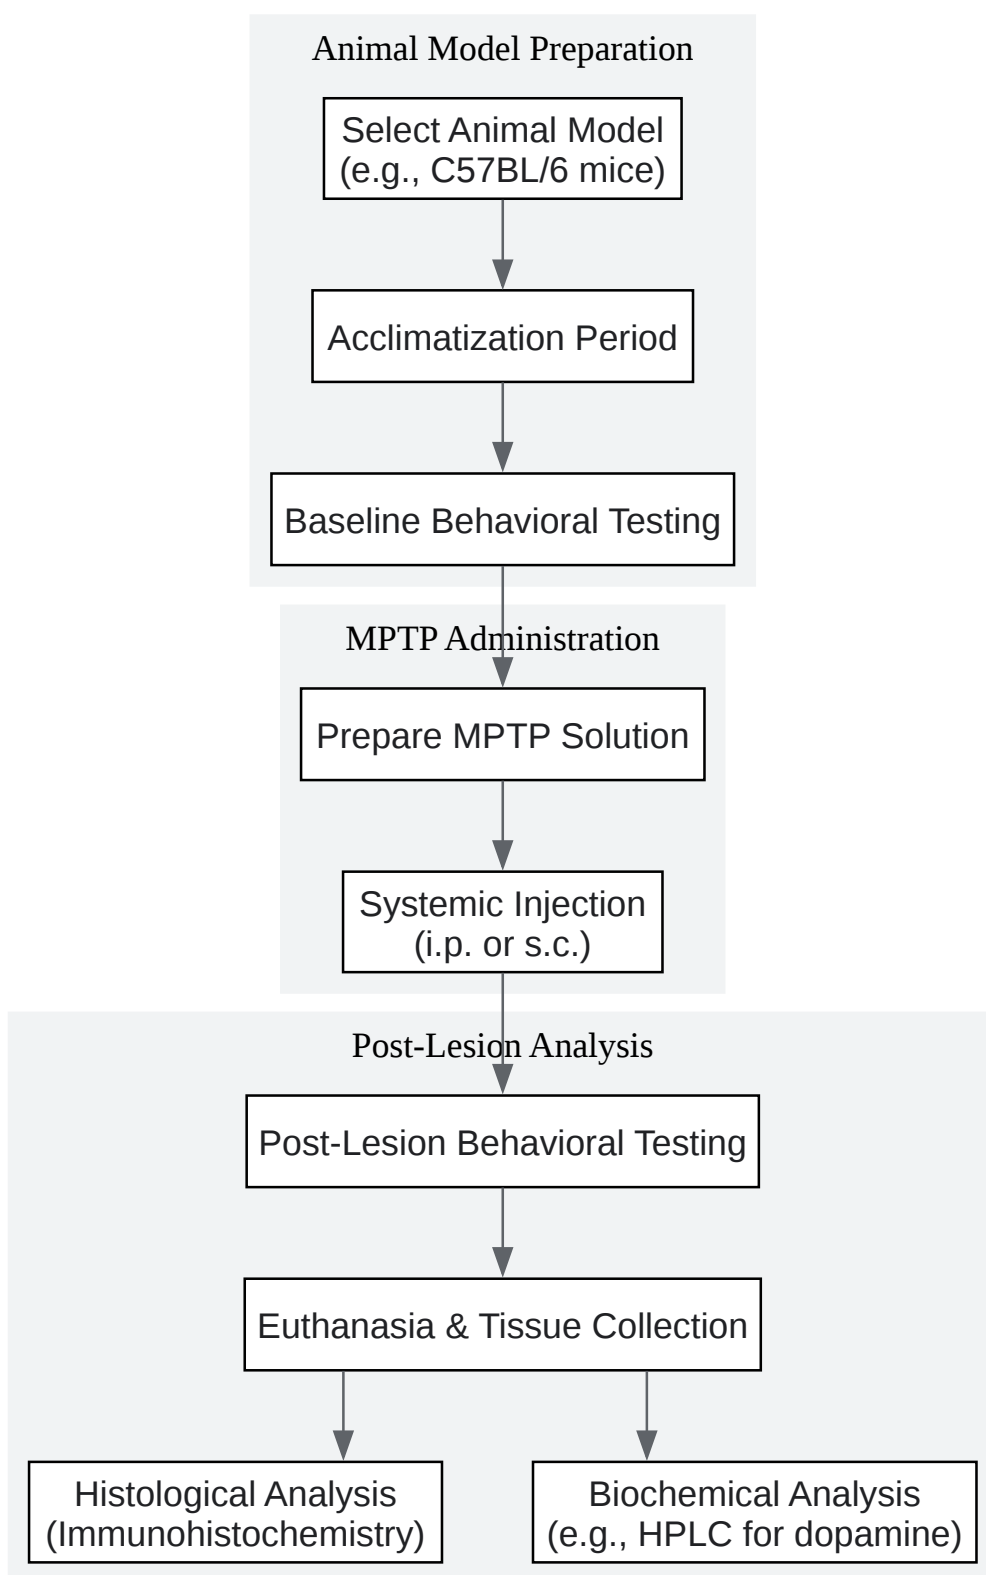 Animal Model Preparation
Select Animal Model
(e.g., C57BL/6 mice)
Acclimatization Period
Baseline Behavioral Testing
MPTP Administration
Prepare MPTP Solution
Systemic Injection
(i.p. or s.c.)
Post-Lesion Analysis
Post-Lesion Behavioral Testing
Euthanasia & Tissue Collection
Histological Analysis
(Immunohistochemistry)
Biochemical Analysis
(e.g., HPLC for dopamine)